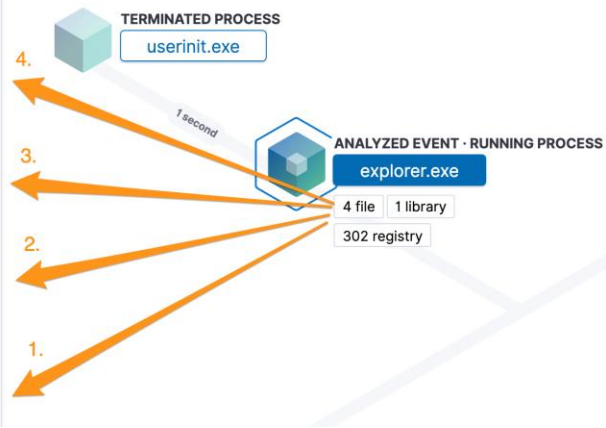 TERMINATED PROCESS
userinit.exe
4.
1 second
ANALYZED EVENT · RUNNING PROCESS
3.
explorer.exe
4 file 1 library
2.
302 registry
1.